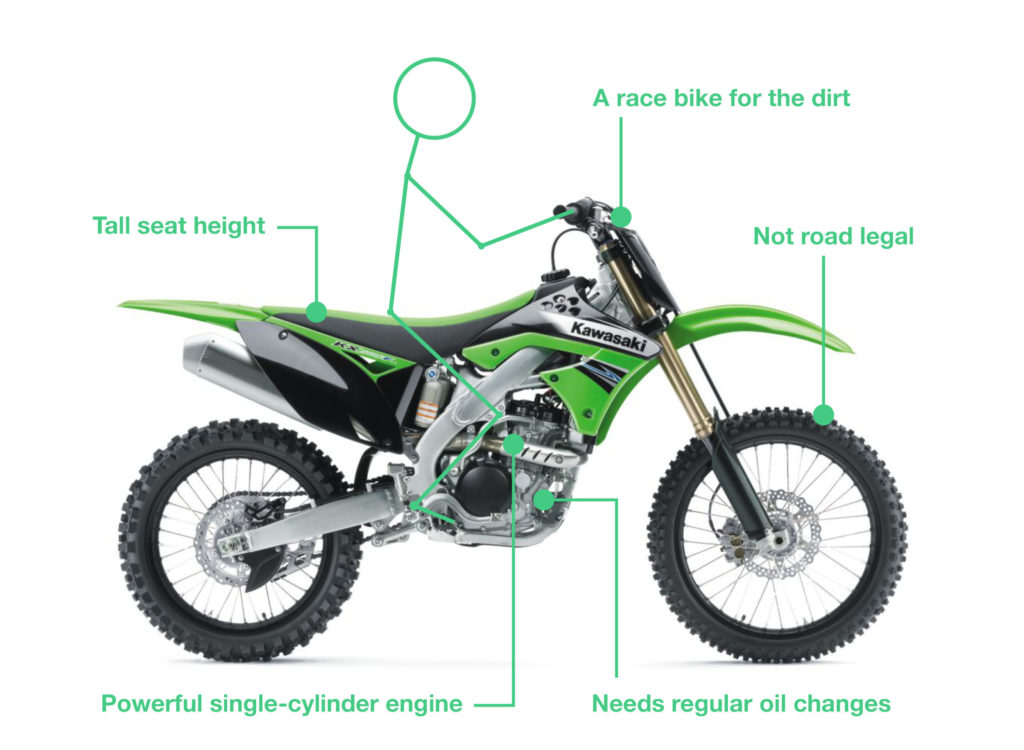 A race bike for the dirt
Tall seat height
Not road legal
Kawasaki
KX250F
Powerful single-cylinder engine
Needs regular oil changes